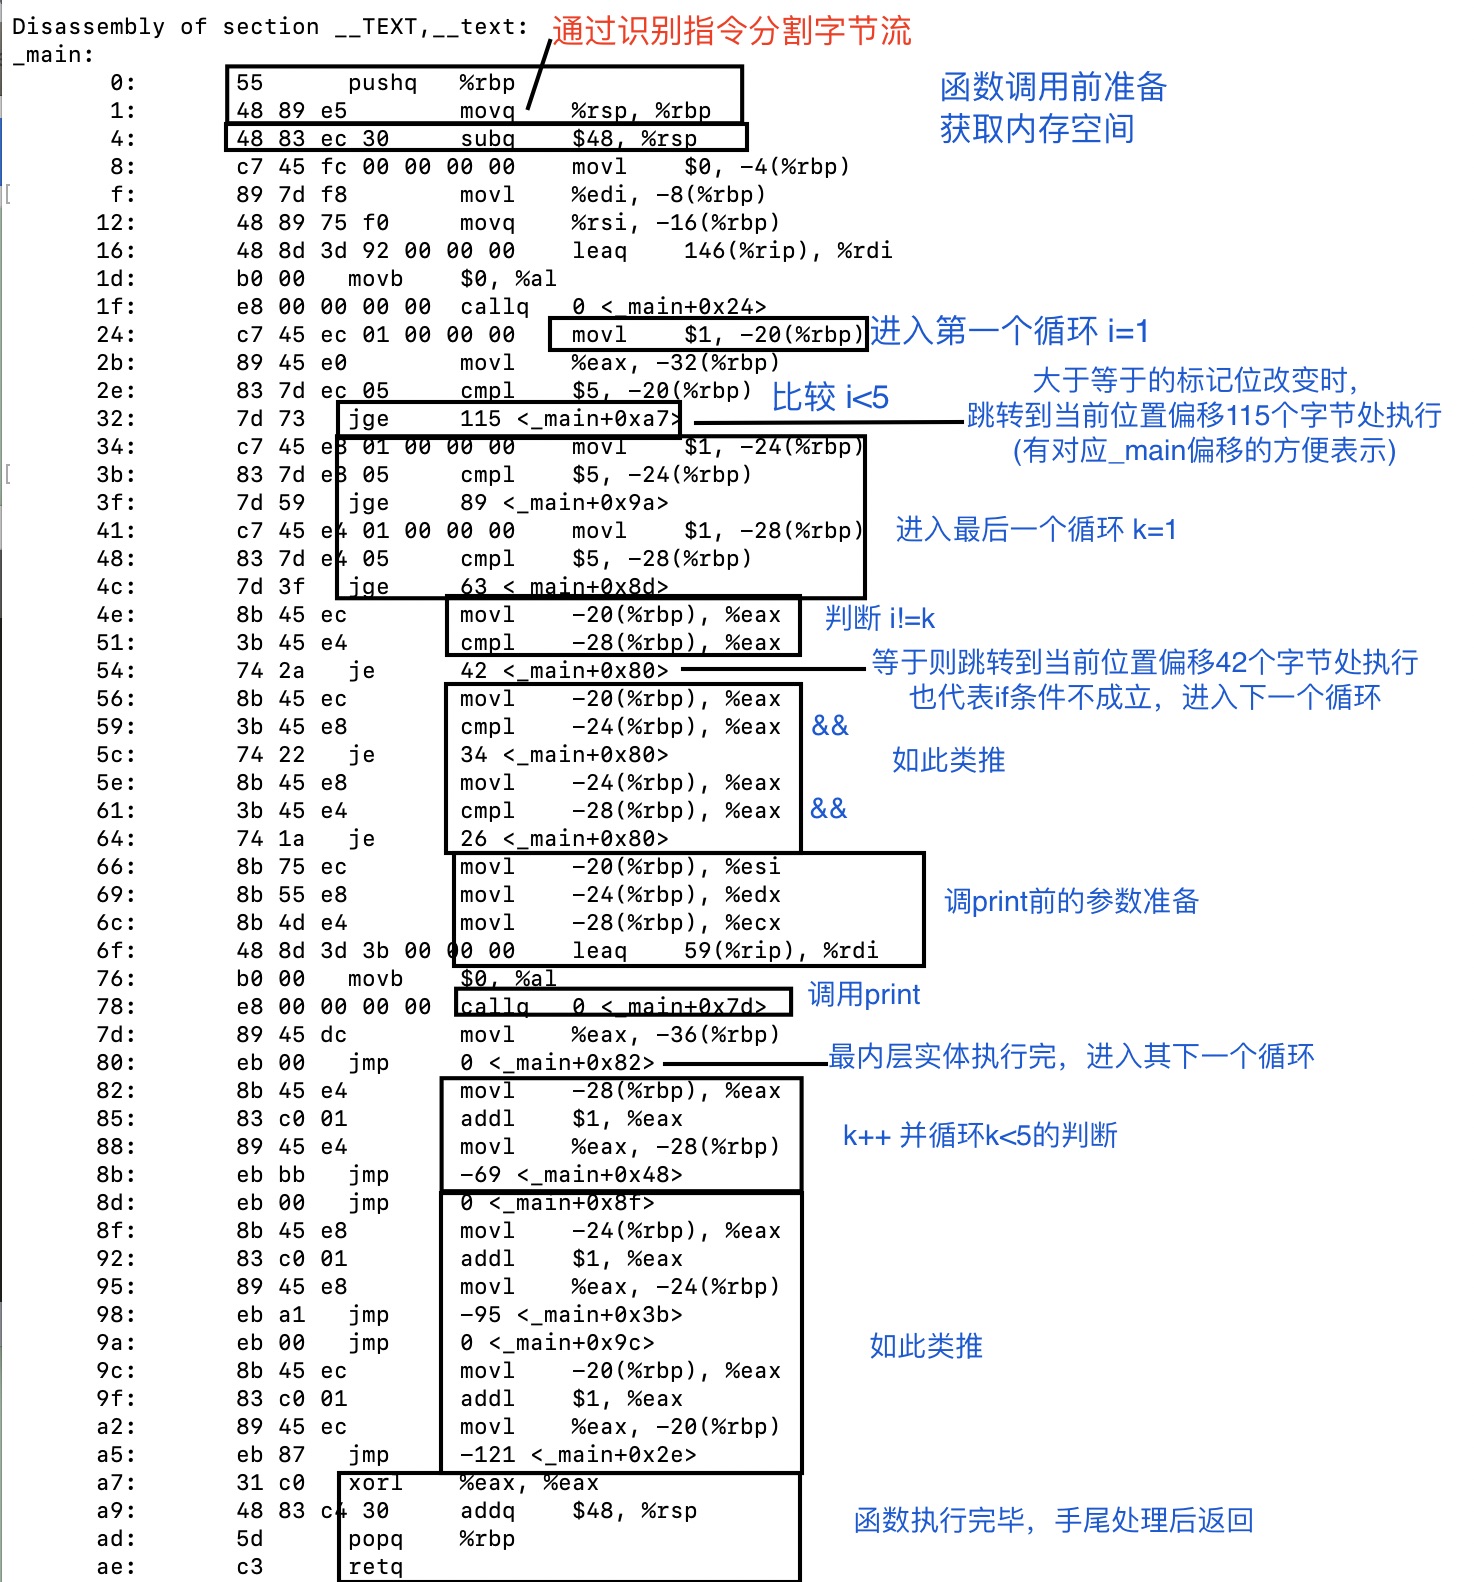 Disassembly of section __TEXT,__text: 通过识别指令分割字节流
_main:
0: 55 pushq %rbp 函数调用前准备
1: 48 89 e5 movq %rsp, %rbp 获取内存空间
4: 48 83 ec 30 subq $48, %rsp
8: c7 45 fc 00 00 00 00 movl $0, -4(%rbp)
f: 89 7d f8 movl %edi, -8(%rbp)
12: 48 89 75 f0 movq %rsi, -16(%rbp)
16: 48 8d 3d 92 00 00 00 leaq 146(%rip), %rdi
1d: b0 00 movb $0, %al
1f: e8 00 00 00 00 callq 0 <_main+0x24>
24: c7 45 ec 01 00 00 00 movl $1, -20(%rbp) 进入第一个循环 i=1
2b: 89 45 e0 movl %eax, -32(%rbp)
2e: 83 7d ec 05 cmpl $5, -20(%rbp) 比较 i<5 大于等于的标记位改变时，
32: 7d 73 jge 115 <_main+0xa7> 跳转到当前位置偏移115个字节处执行
34: c7 45 e8 01 00 00 00 movl $1, -24(%rbp) (有对应_main偏移的方便表示)
3b: 83 7d e8 05 cmpl $5, -24(%rbp)
3f: 7d 59 jge 89 <_main+0x9a>
41: c7 45 e4 01 00 00 00 movl $1, -28(%rbp) 进入最后一个循环 k=1
48: 83 7d e4 05 cmpl $5, -28(%rbp)
4c: 7d 3f jge 63 <_main+0x8d>
4e: 8b 45 ec movl -20(%rbp), %eax 判断 i!=k
51: 3b 45 e4 cmpl -28(%rbp), %eax
54: 74 2a je 42 <_main+0x80> 等于则跳转到当前位置偏移42个字节处执行
56: 8b 45 ec movl -20(%rbp), %eax 也代表if条件不成立，进入下一个循环
59: 3b 45 e8 cmpl -24(%rbp), %eax &&
5c: 74 22 je 34 <_main+0x80> 如此类推
5e: 8b 45 e8 movl -24(%rbp), %eax
61: 3b 45 e4 cmpl -28(%rbp), %eax &&
64: 74 1a je 26 <_main+0x80>
66: 8b 75 ec movl -20(%rbp), %esi
69: 8b 55 e8 movl -24(%rbp), %edx 调print前的参数准备
6c: 8b 4d e4 movl -28(%rbp), %ecx
6f: 48 8d 3d 3b 00 00 00 leaq 59(%rip), %rdi
76: b0 00 movb $0, %al
78: e8 00 00 00 00 callq 0 <_main+0x7d> 调用print
7d: 89 45 dc movl %eax, -36(%rbp)
80: eb 00 jmp 0 <_main+0x82> 最内层实体执行完，进入其下一个循环
82: 8b 45 e4 movl -28(%rbp), %eax
85: 83 c0 01 addl $1, %eax k++ 并循环k<5的判断
88: 89 45 e4 movl %eax, -28(%rbp)
8b: eb bb jmp -69 <_main+0x48>
8d: eb 00 jmp 0 <_main+0x8f>
8f: 8b 45 e8 movl -24(%rbp), %eax
92: 83 c0 01 addl $1, %eax
95: 89 45 e8 movl %eax, -24(%rbp)
98: eb a1 jmp -95 <_main+0x3b>
9a: eb 00 jmp 0 <_main+0x9c> 如此类推
9c: 8b 45 ec movl -20(%rbp), %eax
9f: 83 c0 01 addl $1, %eax
a2: 89 45 ec movl %eax, -20(%rbp)
a5: eb 87 jmp -121 <_main+0x2e>
a7: 31 c0 xorl %eax, %eax
a9: 48 83 c4 30 addq $48, %rsp 函数执行完毕，手尾处理后返回
ad: 5d popq %rbp
ae: c3 retq